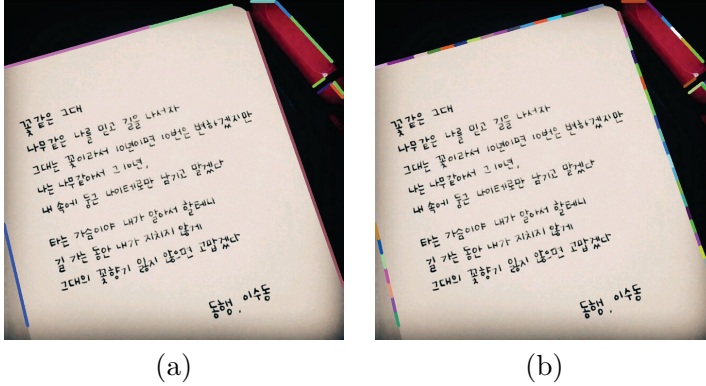 꽃같은 그대
나무같은 나를 믿고 길을 나서자
그대는 꽃이라서 10년이면 10번은 변하겠지만
나는 나무같아서 그 10년,
내 속에 둥근 나이테로만 남기고 말겠다
타는 가슴이야 내가 알아서 할테니
길 가는 동안 내가 지치지 않게
그대의 꽃향기 잃지 않으면 고맙겠다
동행, 이수동
(a)
꽃같은 그대
나무같은 나를 믿고 길을 나서자
그대는 꽃이라서 10년이면 10번은 변하겠지만
나는 나무같아서 그 10년,
내 속에 둥근 나이테로만 남기고 말겠다
타는 가슴이야 내가 알아서 할테니
길 가는 동안 내가 지치지 않게
그대의 꽃향기 잃지 않으면 고맙겠다
동행, 이수동
(b)